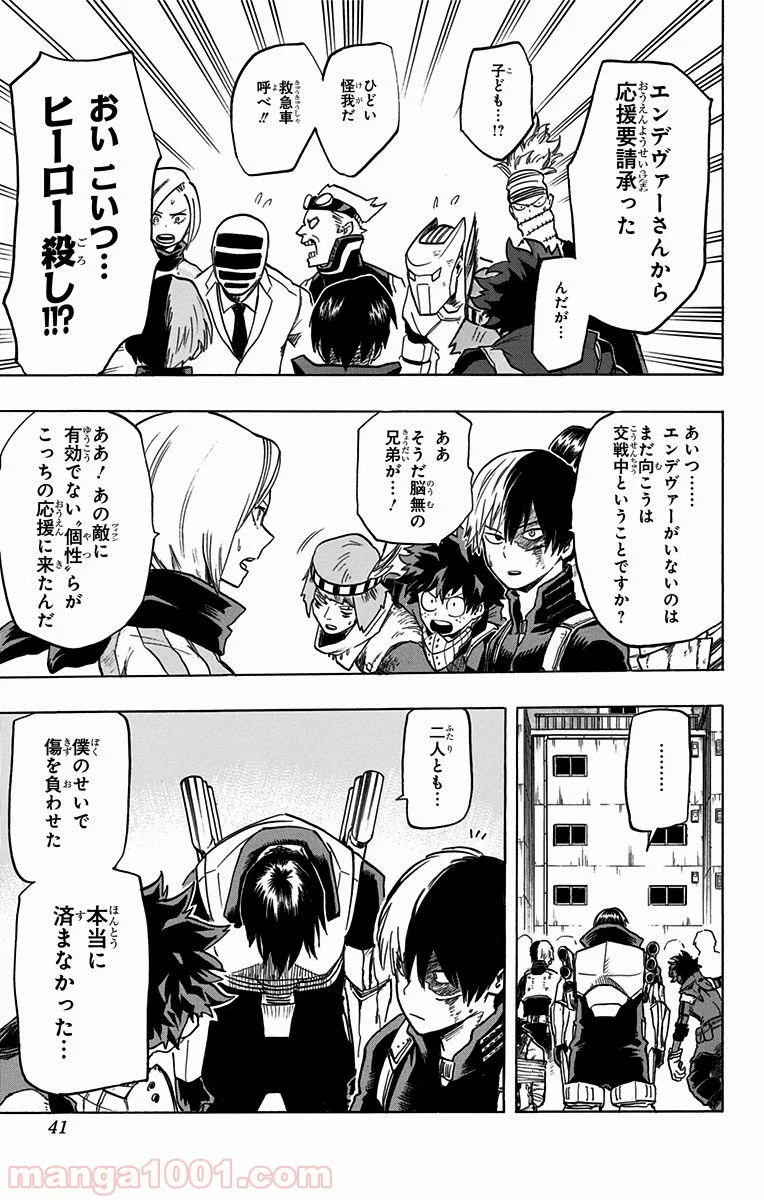 エンデヴァーさんから
応援要請承った
んだが…
子ども…!?
ひどい
怪我だ
救急車
呼べ!!
おい こいつ…
ヒーロー殺し!!!?
あいつ……
エンデヴァーがいないのは
まだ向こうは
交戦中ということですか?
ああ
そうだ脳無の
兄弟が…!
ああ!あの敵に
有効でない〝個性〟らが
こっちの応援に来たんだ
………
二人とも…
僕のせいで
傷を負わせた
本当に
済まなかった…
41
manga1001.com